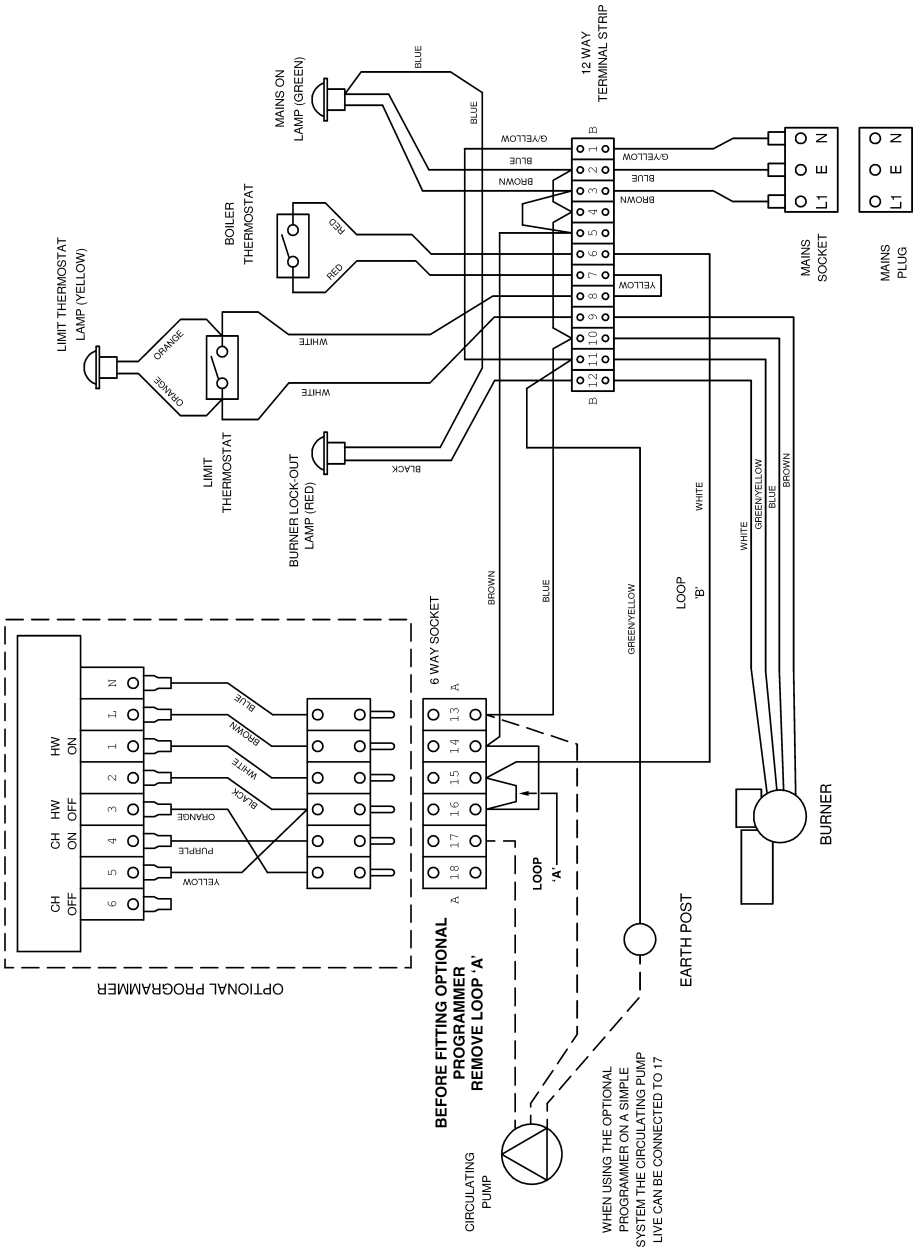 MAINS ON
LAMP (GREEN)
BLUE
BLUE
12 WAY
TERMINAL STRIP
BOILER
THERMOSTAT
RED
RED
LIMIT THERMOSTAT
LAMP (YELLOW)
ORANGE
ORANGE
WHITE
WHITE
LIMIT
THERMOSTAT
BURNER LOCK-OUT
LAMP (RED)
BLACK
G/YELLOW
BLUE
BROWN
B
1
2
3
4
5
6
7
8
9
10
11
12
B
G/YELLOW
BLUE
BROWN
YELLOW
N
E
L1
MAINS
SOCKET
N
E
L1
MAINS
PLUG
BROWN
BLUE
GREEN/YELLOW
WHITE
LOOP
'B'
WHITE
GREEN/YELLOW
BLUE
BROWN
BURNER
EARTH POST
6 WAY SOCKET
A
13
14
15
16
17
18
A
LOOP
'A'
HW
ON
HW
OFF
CH
ON
CH
OFF
N
L
1
2
3
4
5
6
BLUE
BROWN
WHITE
BLACK
ORANGE
PURPLE
YELLOW
OPTIONAL PROGRAMMER
BEFORE FITTING OPTIONAL
PROGRAMMER
REMOVE LOOP 'A'
CIRCULATING
PUMP
WHEN USING THE OPTIONAL
PROGRAMMER ON A SIMPLE
SYSTEM THE CIRCULATING PUMP
LIVE CAN BE CONNECTED TO 17